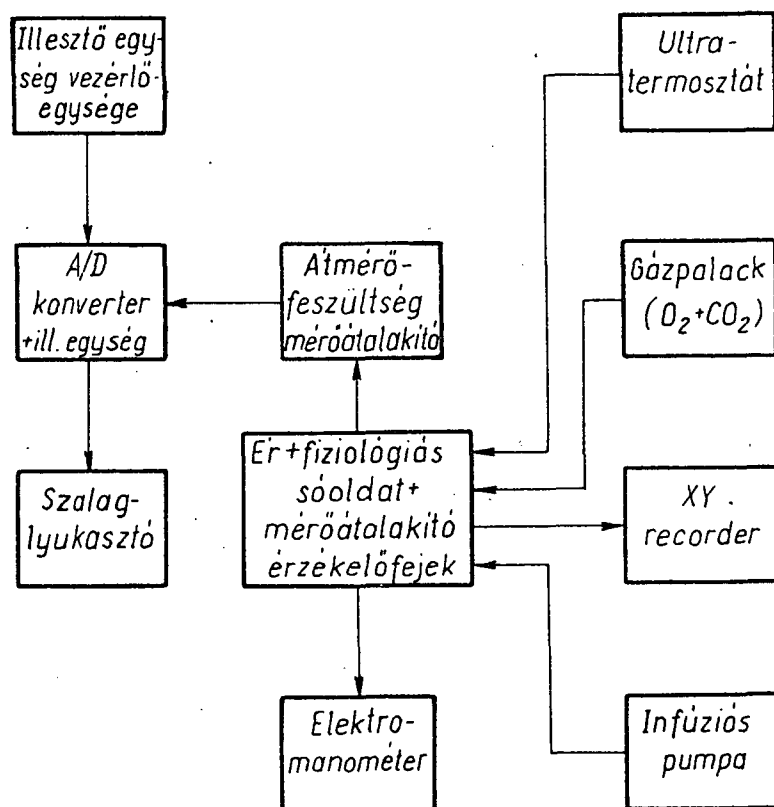 Illesztő egy-
ség vezérlő-
egysége
Ultra-
termosztát
A/D
konverter
+ill. egység
Átmérő-
feszültség
mérőátalakító
Gázpalack
(O₂+CO₂)
Ér+fiziológiás
sóoldat+
mérőátalakító
érzékelőfejek
Szalag-
lyukasztó
XY
recorder
Elektro-
manométer
Infúziós
pumpa